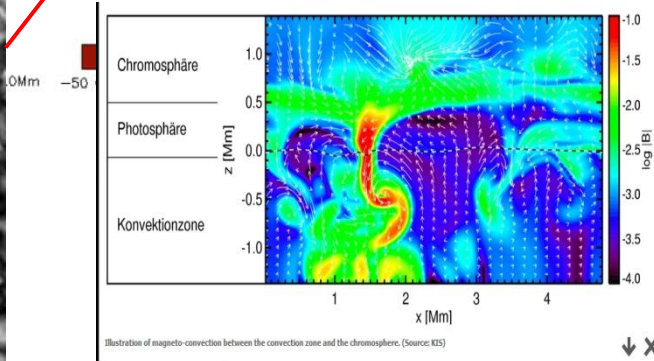 .0Mm
-50
Chromosphäre
Photosphäre
Konvektionzone
z [Mm]
1.0
0.5
0.0
-0.5
-1.0
1
2
3
4
x [Mm]
-1.0
-1.5
-2.0
-2.5
-3.0
-3.5
-4.0
log |B|
Illustration of magneto-convection between the convection zone and the chromosphere. (Source: KIS)